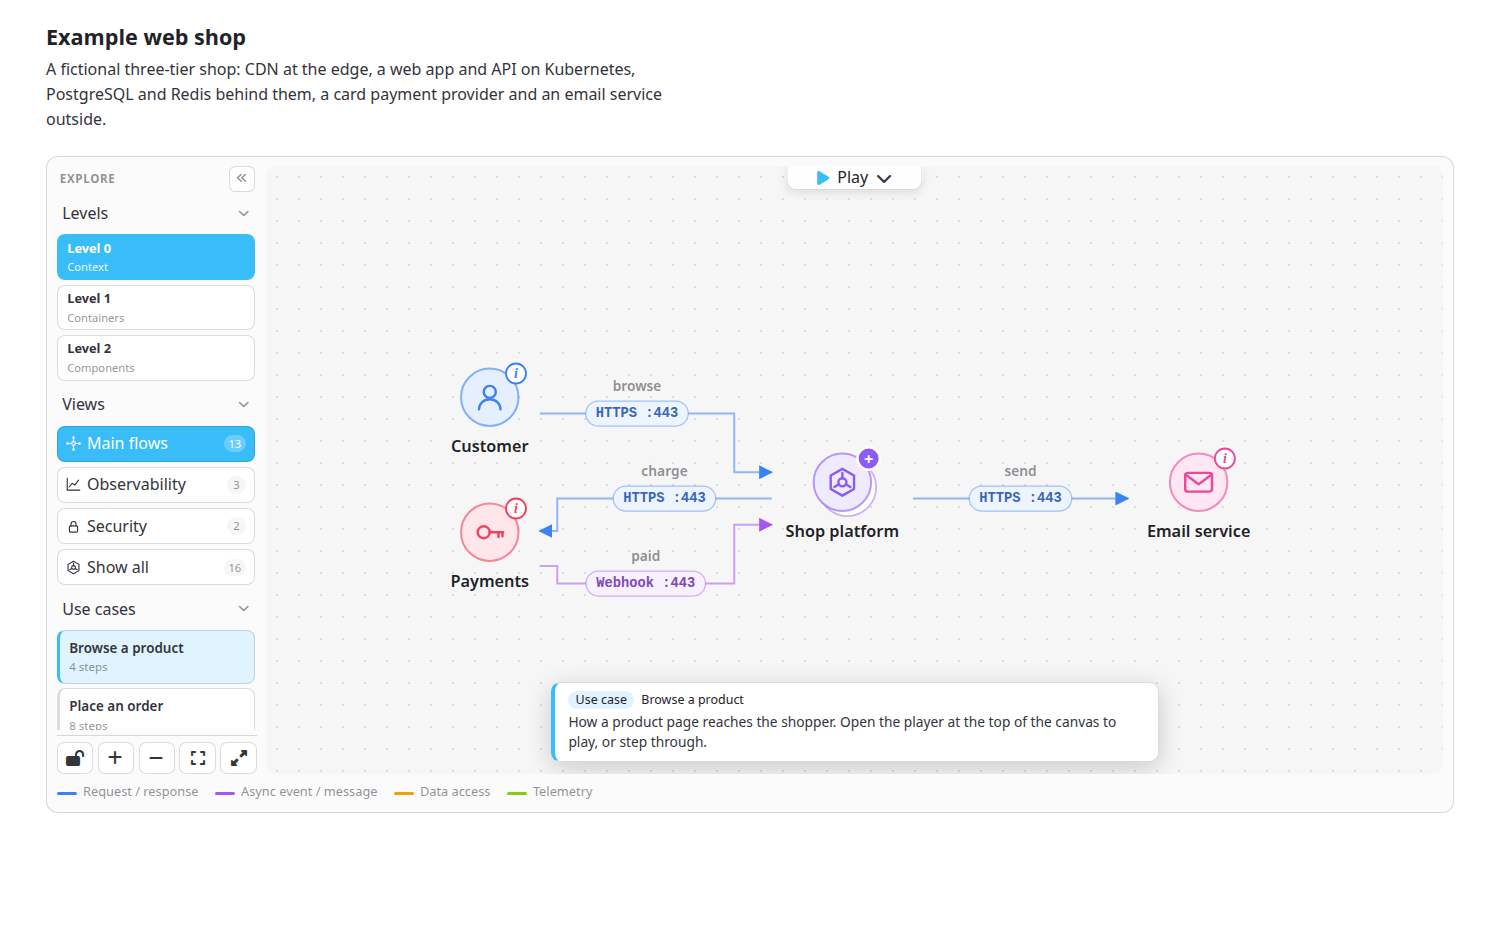 Example web shop
A fictional three-tier shop: CDN at the edge, a web app and API on Kubernetes,
PostgreSQL and Redis behind them, a card payment provider and an email service
outside.
EXPLORE
Levels
Level 0
Context
Level 1
Containers
Level 2
Components
Views
Main flows 13
Observability 3
Security 2
Show all 16
Use cases
Browse a product
4 steps
Place an order
8 steps
Play
browse
HTTPS :443
Customer
charge
HTTPS :443
Payments
paid
Webhook :443
Shop platform
send
HTTPS :443
Email service
Use case Browse a product
How a product page reaches the shopper. Open the player at the top of the canvas to
play, or step through.
Request / response
Async event / message
Data access
Telemetry